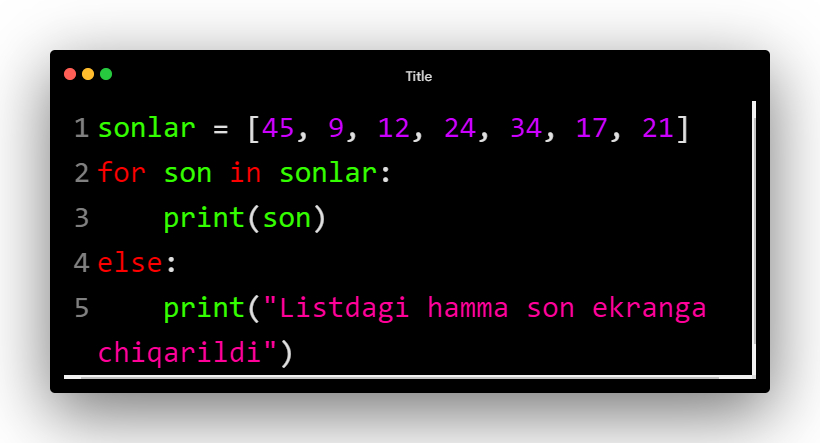 Title
1 sonlar = [45, 9, 12, 24, 34, 17, 21]
2 for son in sonlar:
3     print(son)
4 else:
5     print("Listdagi hamma son ekranga
chiqarildi")